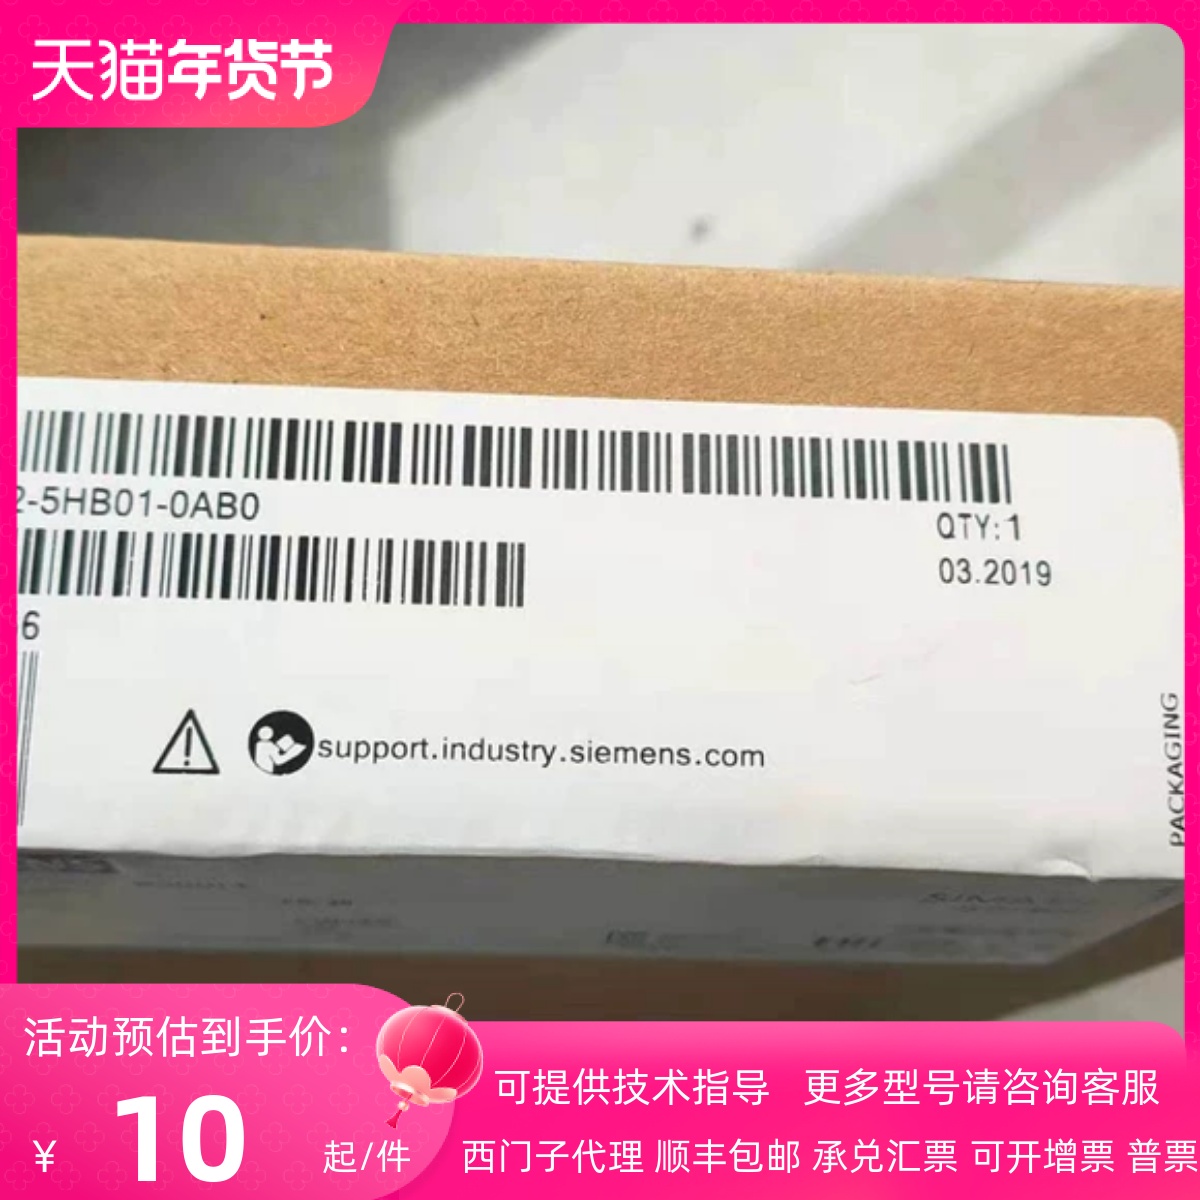 天猫年货节
2-5HB01-0AB0
QTY:1
03.2019
6
support.industry.siemens.com
PACKAGING
活动预估到手价：
¥ 10 起/件
可提供技术指导 更多型号请咨询客服
西门子代理 顺丰包邮 承兑汇票 可开增票 普票